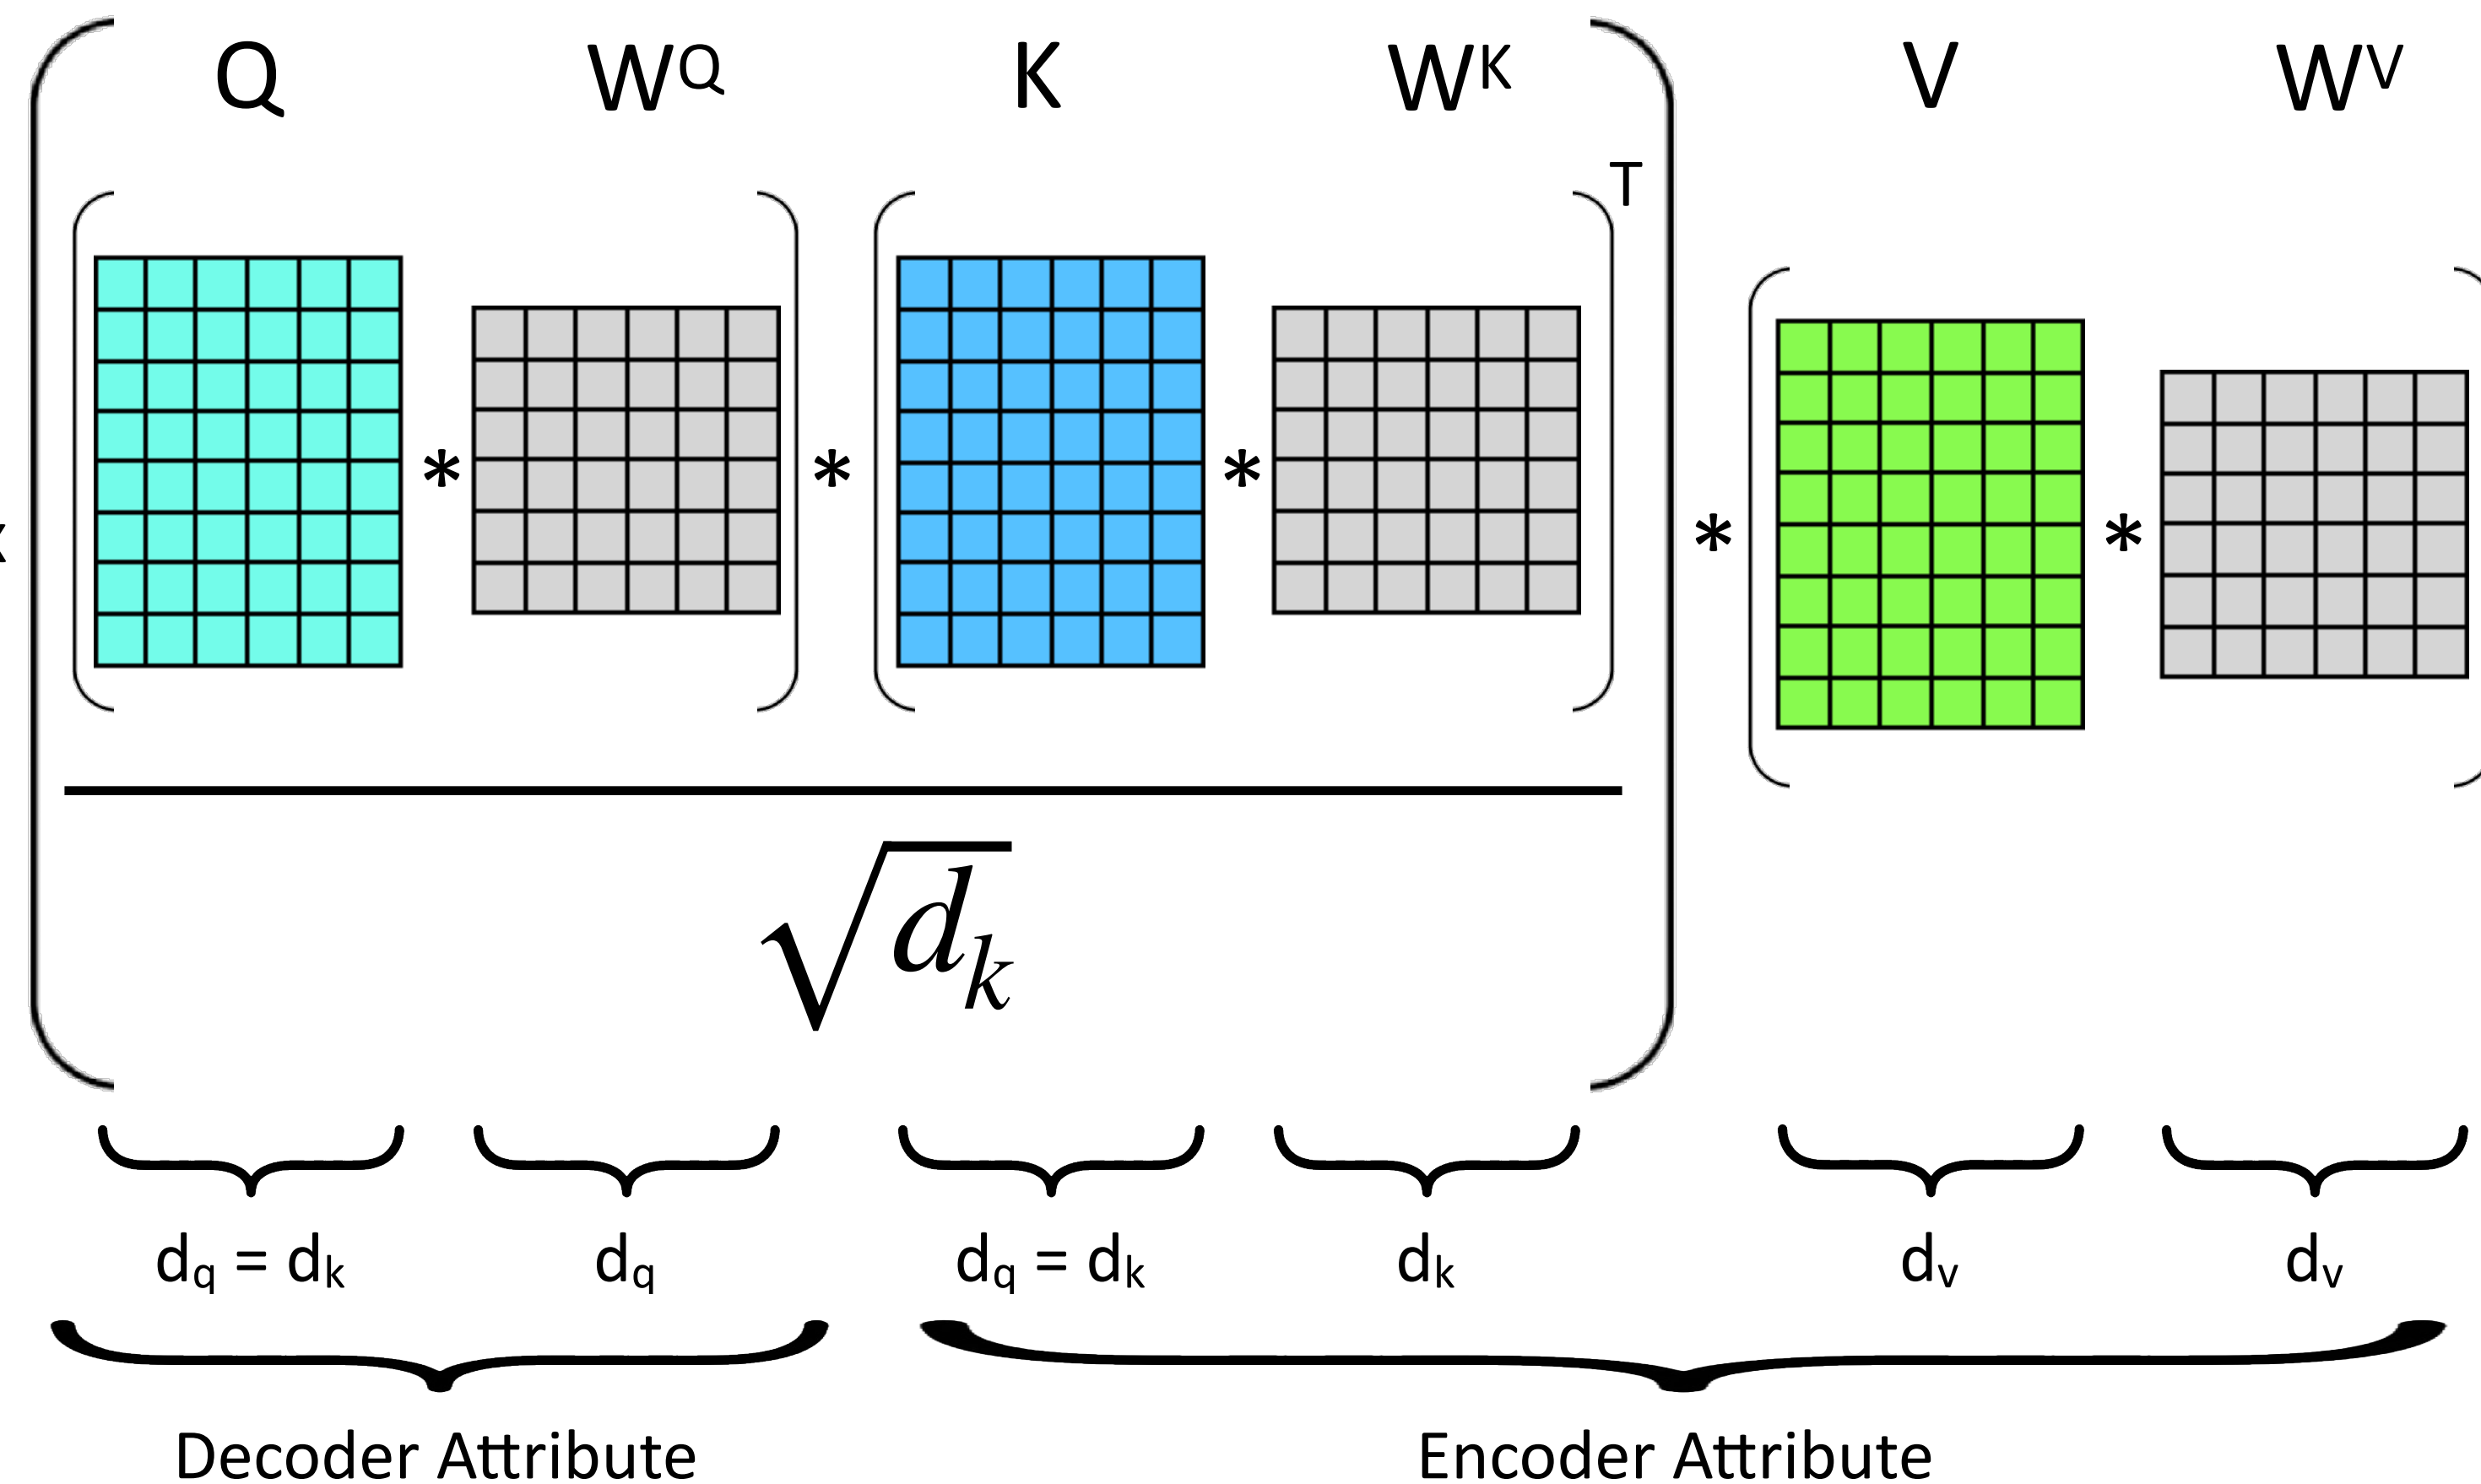 Q W^Q K W^K V W^V
T
* * * * *
√d_k
d_q = d_k d_q d_q = d_k d_k d_v d_v
Decoder Attribute Encoder Attribute